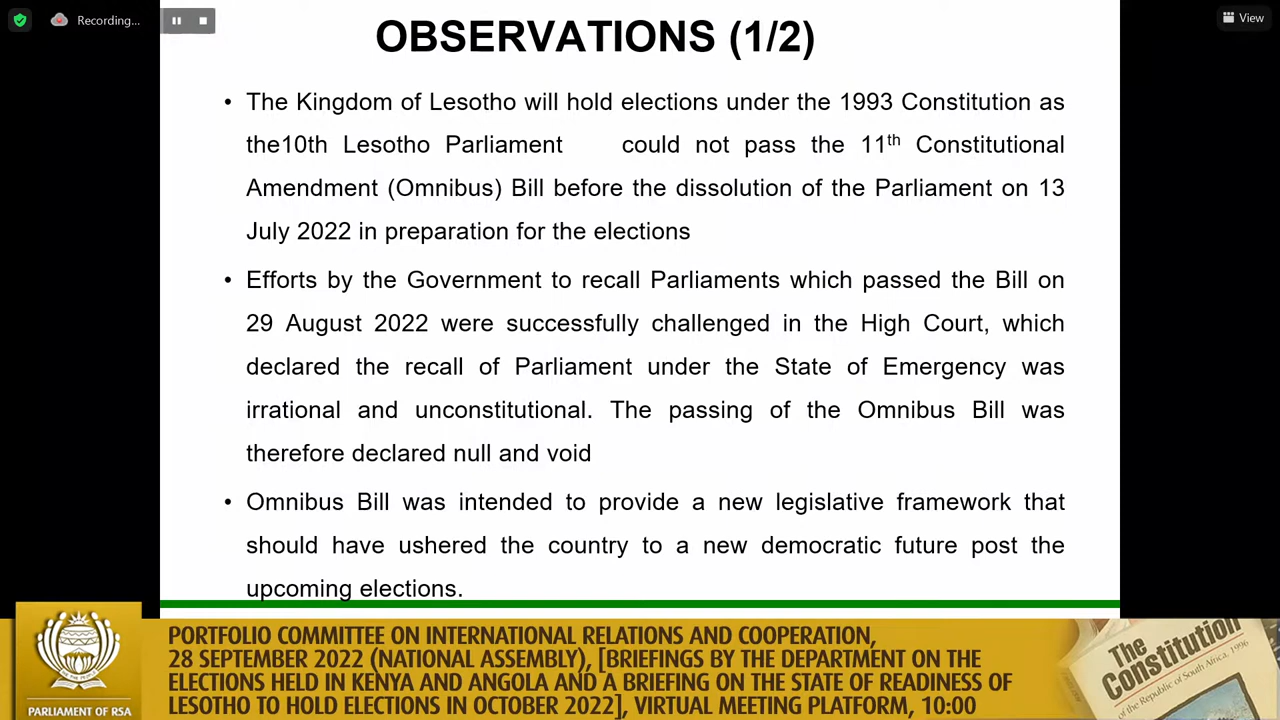 Recording...
View
OBSERVATIONS (1/2)
• The Kingdom of Lesotho will hold elections under the 1993 Constitution as
the10th Lesotho Parliament could not pass the 11th Constitutional
Amendment (Omnibus) Bill before the dissolution of the Parliament on 13
July 2022 in preparation for the elections
• Efforts by the Government to recall Parliaments which passed the Bill on
29 August 2022 were successfully challenged in the High Court, which
declared the recall of Parliament under the State of Emergency was
irrational and unconstitutional. The passing of the Omnibus Bill was
therefore declared null and void
• Omnibus Bill was intended to provide a new legislative framework that
should have ushered the country to a new democratic future post the
upcoming elections.
PORTFOLIO COMMITTEE ON INTERNATIONAL RELATIONS AND COOPERATION,
28 SEPTEMBER 2022 (NATIONAL ASSEMBLY), [BRIEFINGS BY THE DEPARTMENT ON THE
ELECTIONS HELD IN KENYA AND ANGOLA AND A BRIEFING ON THE STATE OF READINESS OF
LESOTHO TO HOLD ELECTIONS IN OCTOBER 2022], VIRTUAL MEETING PLATFORM, 10:00
PARLIAMENT OF RSA
The
Constitution
of the Republic of South Africa, 1996